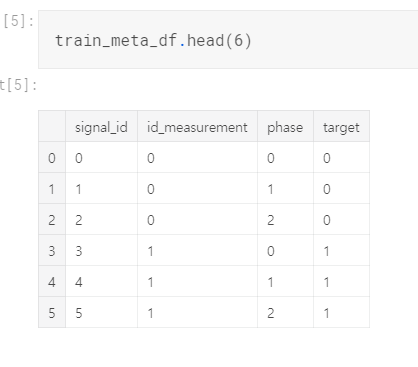 [5]:
train_meta_df.head(6)
t[5]:
signal_id id_measurement phase target
0 0 0 0 0
1 1 0 1 0
2 2 0 2 0
3 3 1 0 1
4 4 1 1 1
5 5 1 2 1